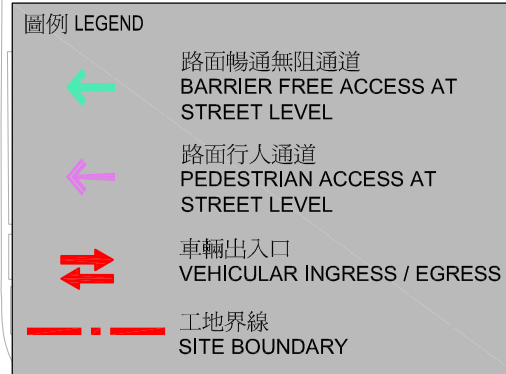 圖例 LEGEND
路面暢通無阻通道
BARRIER FREE ACCESS AT
STREET LEVEL
路面行人通道
PEDESTRIAN ACCESS AT
STREET LEVEL
車輛出入口
VEHICULAR INGRESS / EGRESS
工地界線
SITE BOUNDARY